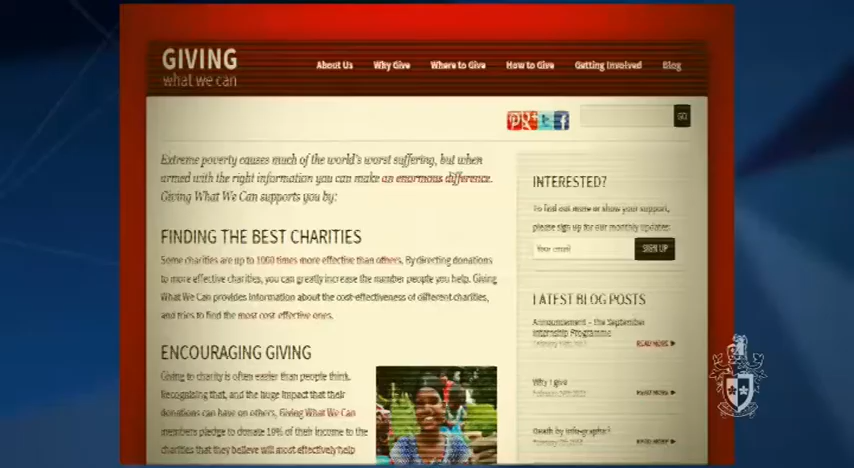 GIVING
what we can
About Us Why Give Where to Give How to Give Getting Involved Blog
GO
Extreme poverty causes much of the world's worst suffering, but when
armed with the right information you can make an enormous difference.
Giving What We Can supports you by:
FINDING THE BEST CHARITIES
Some charities are up to 1000 times more effective than others. By directing donations
to more effective charities, you can greatly increase the number people you help. Giving
What We Can provides information about the cost-effectiveness of different charities,
and tries to find the most cost-effective ones.
ENCOURAGING GIVING
Giving to charity is often easier than people think.
Recognising that, and the huge impact that their
donations can have on others, Giving What We Can
members pledge to donate 10% of their income to the
charities that they believe will most effectively help
INTERESTED?
To find out more or show your support,
please sign up for our monthly updates:
Your email
SIGN UP
LATEST BLOG POSTS
Announcement – the September
Internship Programme
READ MORE
Why I give
READ MORE
Death by infographic?
READ MORE